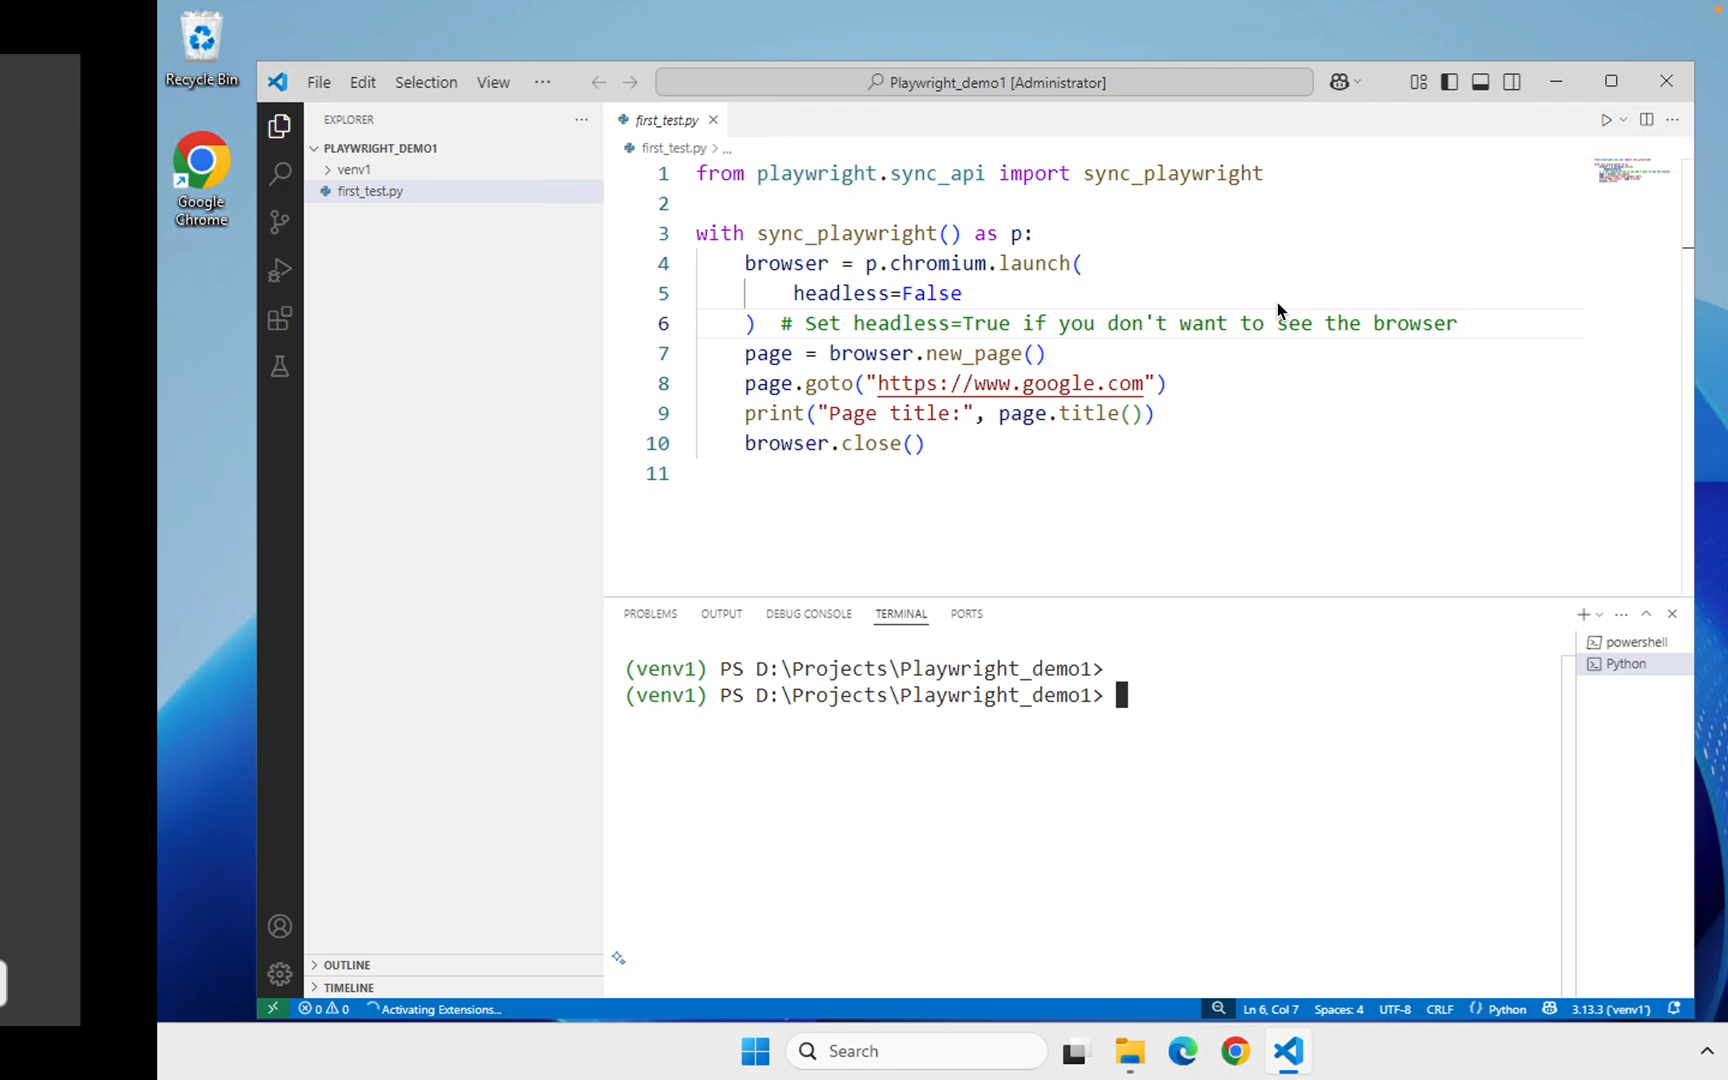 Recycle Bin
Google
Chrome
File Edit Selection View ···
Playwright_demo1 [Administrator]
EXPLORER ···
PLAYWRIGHT_DEMO1
venv1
first_test.py
OUTLINE
TIMELINE
first_test.py
first_test.py > ...
1 from playwright.sync_api import sync_playwright
2
3 with sync_playwright() as p:
4 browser = p.chromium.launch(
5 headless=False
6 ) # Set headless=True if you don't want to see the browser
7 page = browser.new_page()
8 page.goto("https://www.google.com")
9 print("Page title:", page.title())
10 browser.close()
11
PROBLEMS OUTPUT DEBUG CONSOLE TERMINAL PORTS
powershell
Python
(venv1) PS D:\Projects\Playwright_demo1>
(venv1) PS D:\Projects\Playwright_demo1>
0 0 Activating Extensions... Ln 6, Col 7 Spaces: 4 UTF-8 CRLF Python 3.13.3 ('venv1')
Search